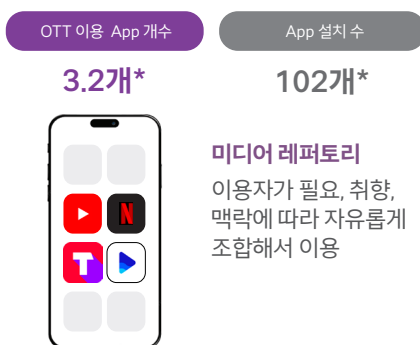 OTT 이용 App 개수
App 설치 수
3.2개*
102개*
미디어 레퍼토리
이용자가 필요, 취향,
맥락에 따라 자유롭게
조합해서 이용
N
T